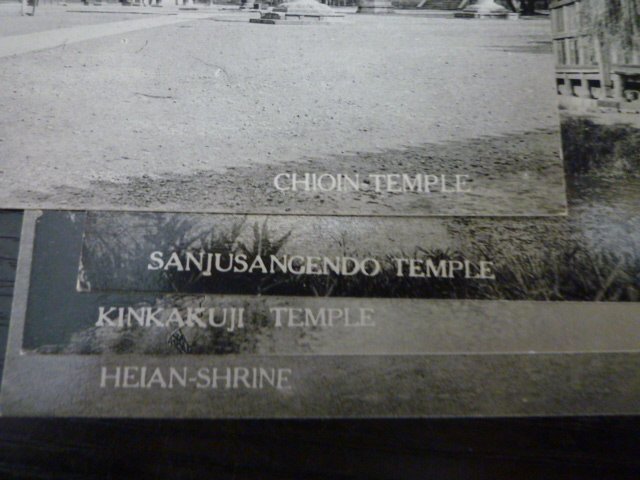 CHIOIN-TEMPLE
SANJUSANGENDO TEMPLE
KINKAKUJI TEMPLE
HEIAN-SHRINE